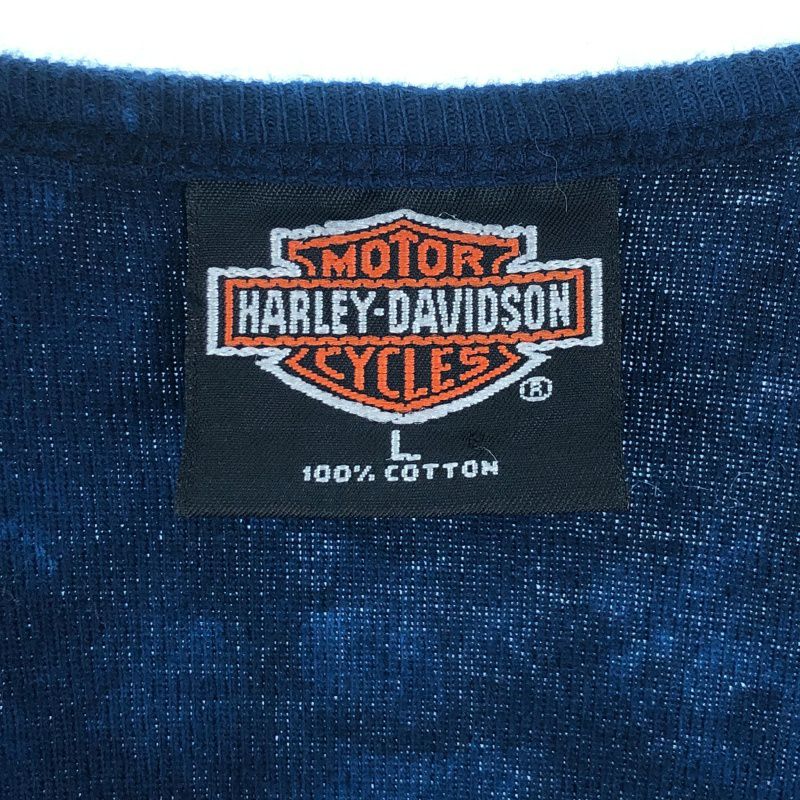 MOTOR
HARLEY-DAVIDSON
CYCLES
®
L
100% COTTON